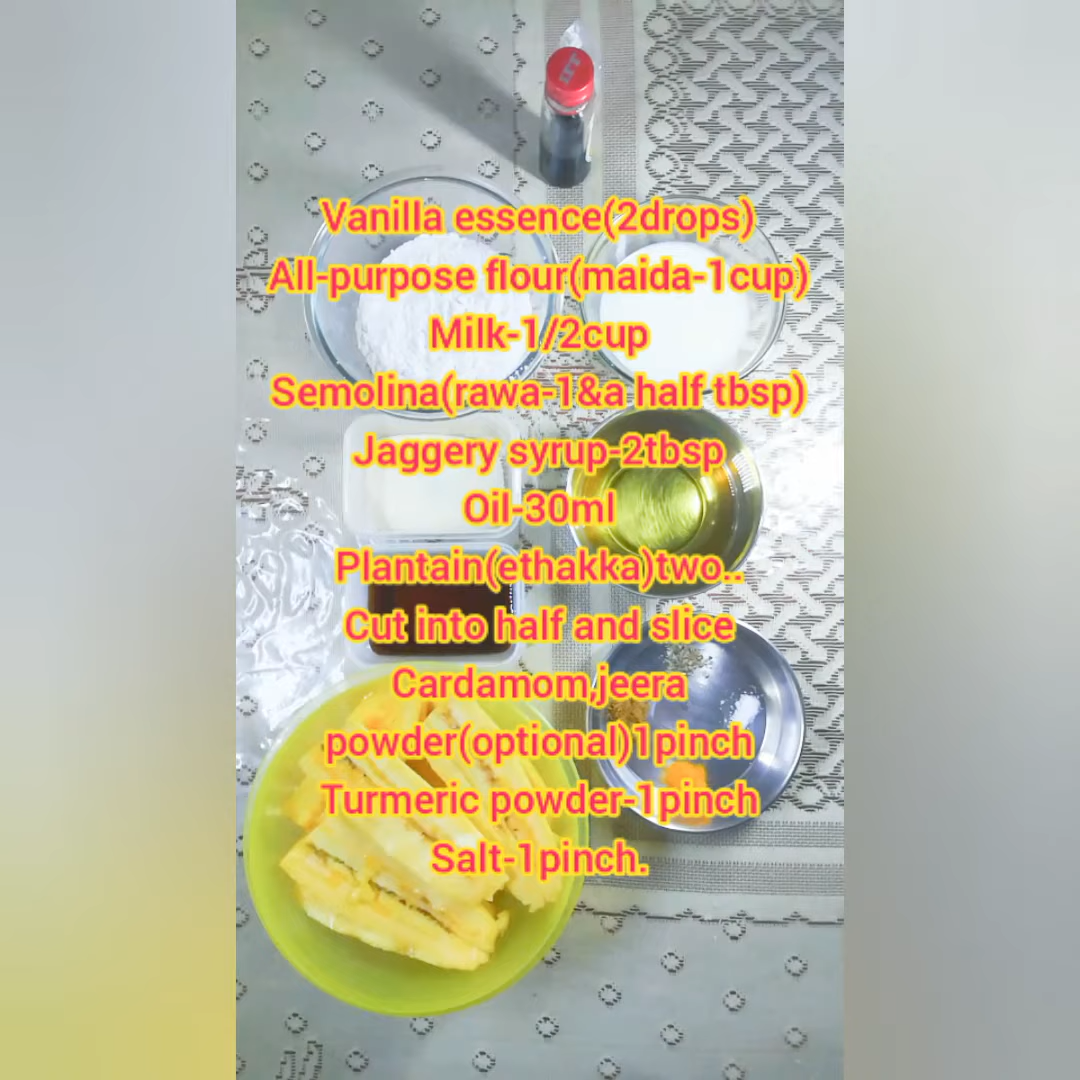 Vanilla essence(2drops)
All-purpose flour(maida-1cup)
Milk-1/2cup
Semolina(rawa-1&a half tbsp)
Jaggery syrup-2tbsp
Oil-30ml
Plantain(ethakka)two..
Cut into half and slice
Cardamom,jeera
powder(optional)1pinch
Turmeric powder-1pinch
Salt-1pinch.